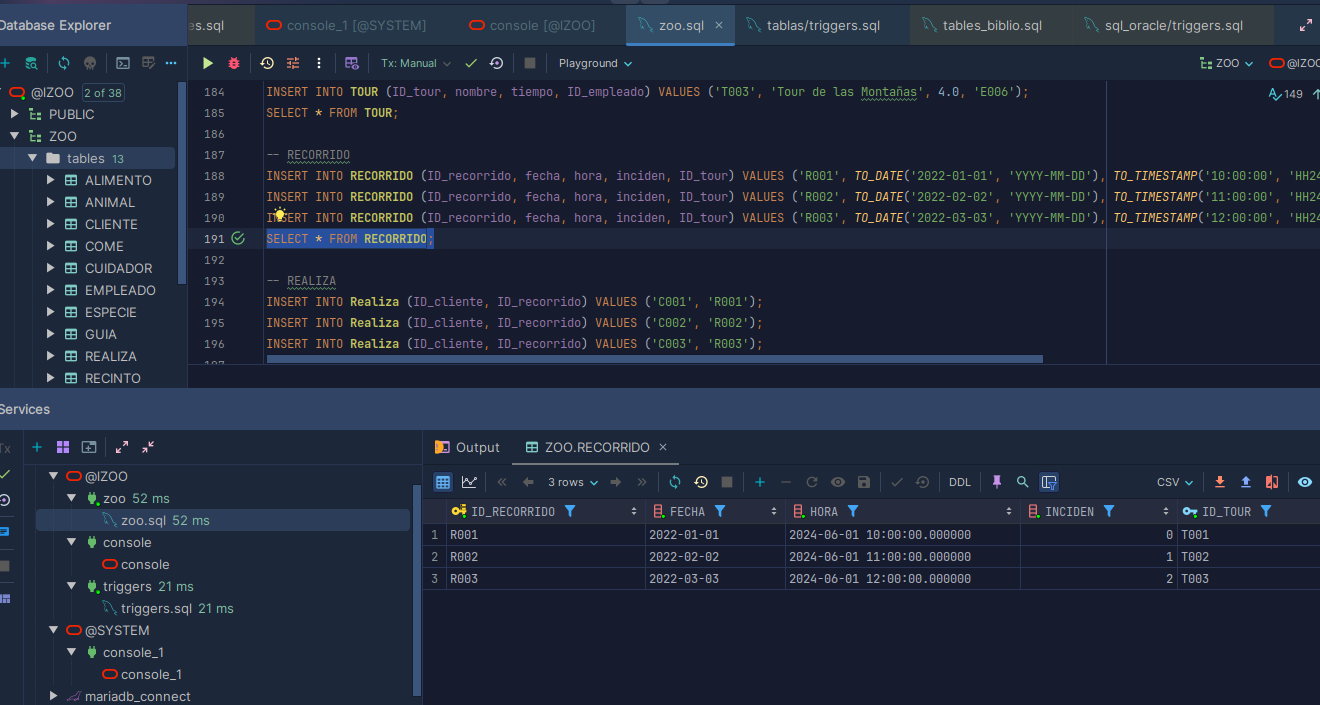 Database Explorer
es.sql
console_1 [@SYSTEM]
console [@IZOO]
zoo.sql
tablas/triggers.sql
tables_biblio.sql
sql_oracle/triggers.sql
Tx: Manual
Playground
ZOO
@IZOO
@IZOO 2 of 38
PUBLIC
ZOO
tables 13
ALIMENTO
ANIMAL
CLIENTE
COME
CUIDADOR
EMPLEADO
ESPECIE
GUIA
REALIZA
RECINTO
149
184 INSERT INTO TOUR (ID_tour, nombre, tiempo, ID_empleado) VALUES ('T003', 'Tour de las Montañas', 4.0, 'E006');
185 SELECT * FROM TOUR;
186
187 -- RECORRIDO
188 INSERT INTO RECORRIDO (ID_recorrido, fecha, hora, inciden, ID_tour) VALUES ('R001', TO_DATE('2022-01-01', 'YYYY-MM-DD'), TO_TIMESTAMP('10:00:00', 'HH24
189 INSERT INTO RECORRIDO (ID_recorrido, fecha, hora, inciden, ID_tour) VALUES ('R002', TO_DATE('2022-02-02', 'YYYY-MM-DD'), TO_TIMESTAMP('11:00:00', 'HH24
190 INSERT INTO RECORRIDO (ID_recorrido, fecha, hora, inciden, ID_tour) VALUES ('R003', TO_DATE('2022-03-03', 'YYYY-MM-DD'), TO_TIMESTAMP('12:00:00', 'HH24
191 SELECT * FROM RECORRIDO;
192
193 -- REALIZA
194 INSERT INTO Realiza (ID_cliente, ID_recorrido) VALUES ('C001', 'R001');
195 INSERT INTO Realiza (ID_cliente, ID_recorrido) VALUES ('C002', 'R002');
196 INSERT INTO Realiza (ID_cliente, ID_recorrido) VALUES ('C003', 'R003');
197
Services
Tx
@IZOO
zoo 52 ms
zoo.sql 52 ms
console
console
triggers 21 ms
triggers.sql 21 ms
@SYSTEM
console_1
console_1
mariadb_connect
Output
ZOO.RECORRIDO
3 rows
DDL
CSV
ID_RECORRIDO FECHA HORA INCIDEN ID_TOUR
1 R001 2022-01-01 2024-06-01 10:00:00.000000 0 T001
2 R002 2022-02-02 2024-06-01 11:00:00.000000 1 T002
3 R003 2022-03-03 2024-06-01 12:00:00.000000 2 T003